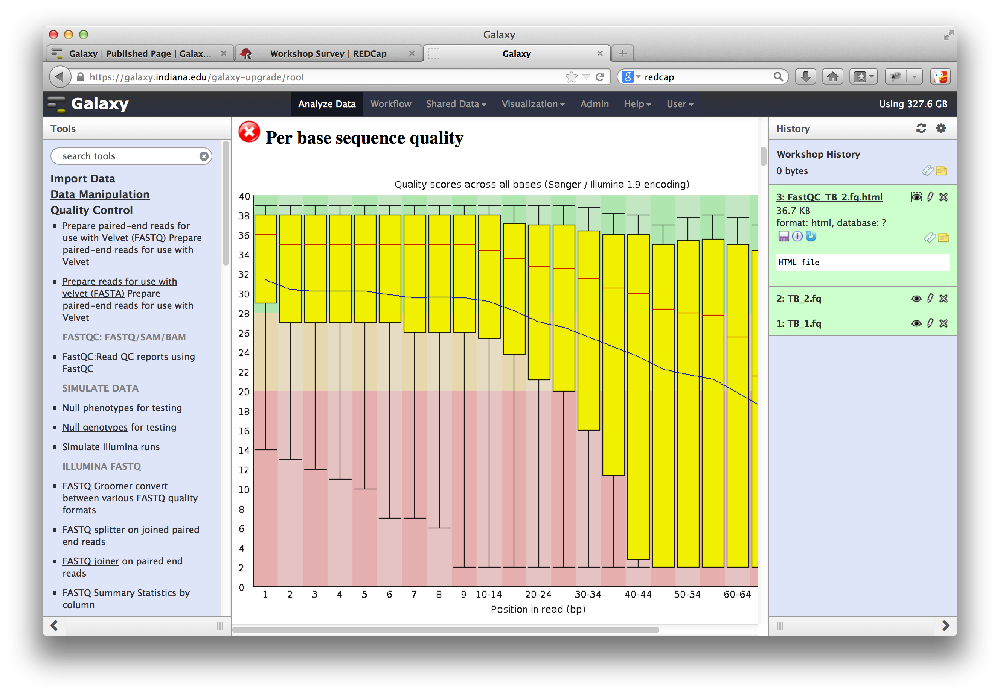 Galaxy
Galaxy | Published Page | Galax...
Workshop Survey | REDCap
Galaxy
https://galaxy.indiana.edu/galaxy-upgrade/root
redcap
Galaxy
Analyze Data
Workflow
Shared Data
Visualization
Admin
Help
User
Using 327.6 GB
Tools
search tools
Import Data
Data Manipulation
Quality Control
Prepare paired-end reads for
use with Velvet (FASTQ) Prepare
paired-end reads for use with
Velvet
Prepare reads for use with
velvet (FASTA) Prepare
paired-end reads for use with
Velvet
FASTQC: FASTQ/SAM/BAM
FastQC:Read QC reports using
FastQC
SIMULATE DATA
Null phenotypes for testing
Null genotypes for testing
Simulate Illumina runs
ILLUMINA FASTQ
FASTQ Groomer convert
between various FASTQ quality
formats
FASTQ splitter on joined paired
end reads
FASTQ joiner on paired end
reads
FASTQ Summary Statistics by
column
Per base sequence quality
Quality scores across all bases (Sanger / Illumina 1.9 encoding)
40
38
36
34
32
30
28
26
24
22
20
18
16
14
12
10
8
6
4
2
0
1 2 3 4 5 6 7 8 9 10-14 20-24 30-34 40-44 50-54 60-64
Position in read (bp)
History
Workshop History
0 bytes
3: FastQC_TB_2.fq.html
36.7 KB
format: html, database: ?
HTML file
2: TB_2.fq
1: TB_1.fq